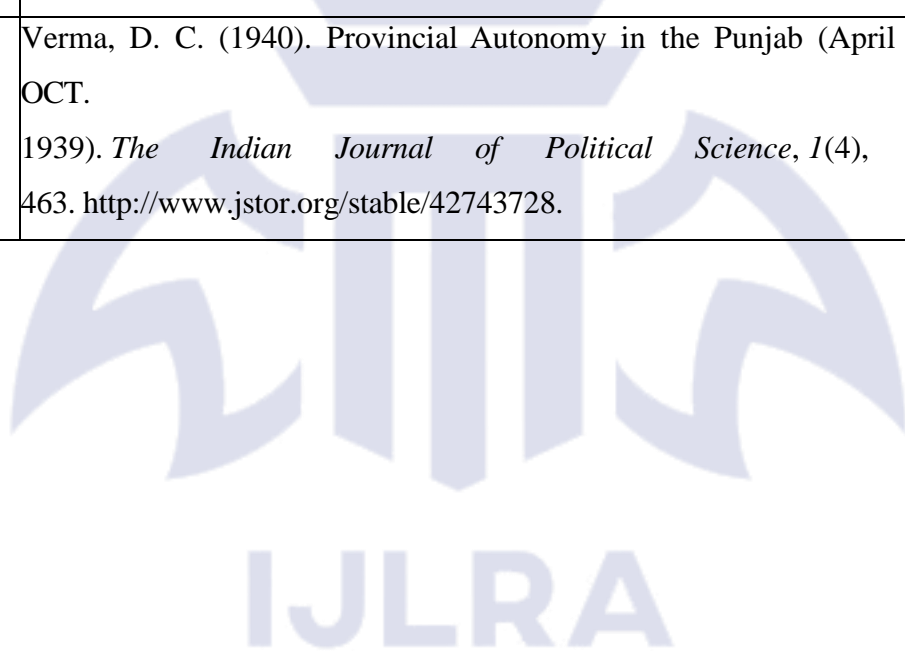 Verma, D. C. (1940). Provincial Autonomy in the Punjab (April
OCT.
1939). The Indian Journal of Political Science, 1(4),
463. http://www.jstor.org/stable/42743728.
IJLRA